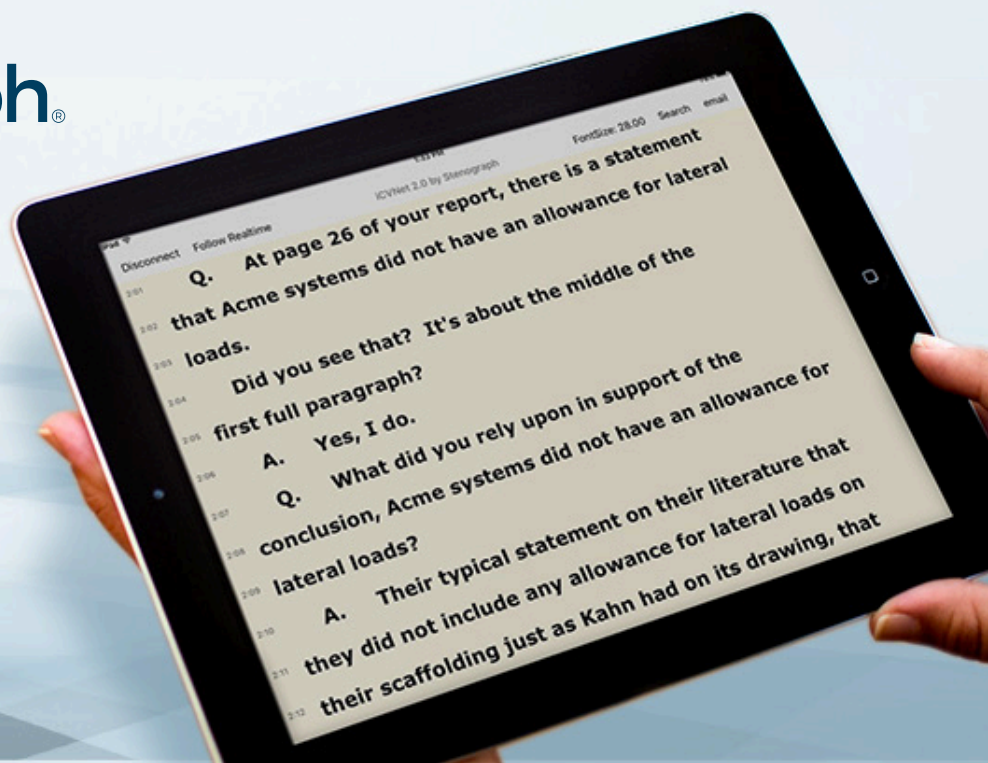 ph®
iPad
1:33 PM
iCVNet 2.0 by Stenograph
Disconnect Follow Realtime FontSize: 28.00 Search email
2:01 Q. At page 26 of your report, there is a statement
2:02 that Acme systems did not have an allowance for lateral
2:03 loads.
2:04 Did you see that? It's about the middle of the
2:05 first full paragraph?
2:06 A. Yes, I do.
2:07 Q. What did you rely upon in support of the
2:08 conclusion, Acme systems did not have an allowance for
2:09 lateral loads?
2:10 A. Their typical statement on their literature that
2:11 they did not include any allowance for lateral loads on
2:12 their scaffolding just as Kahn had on its drawing, that